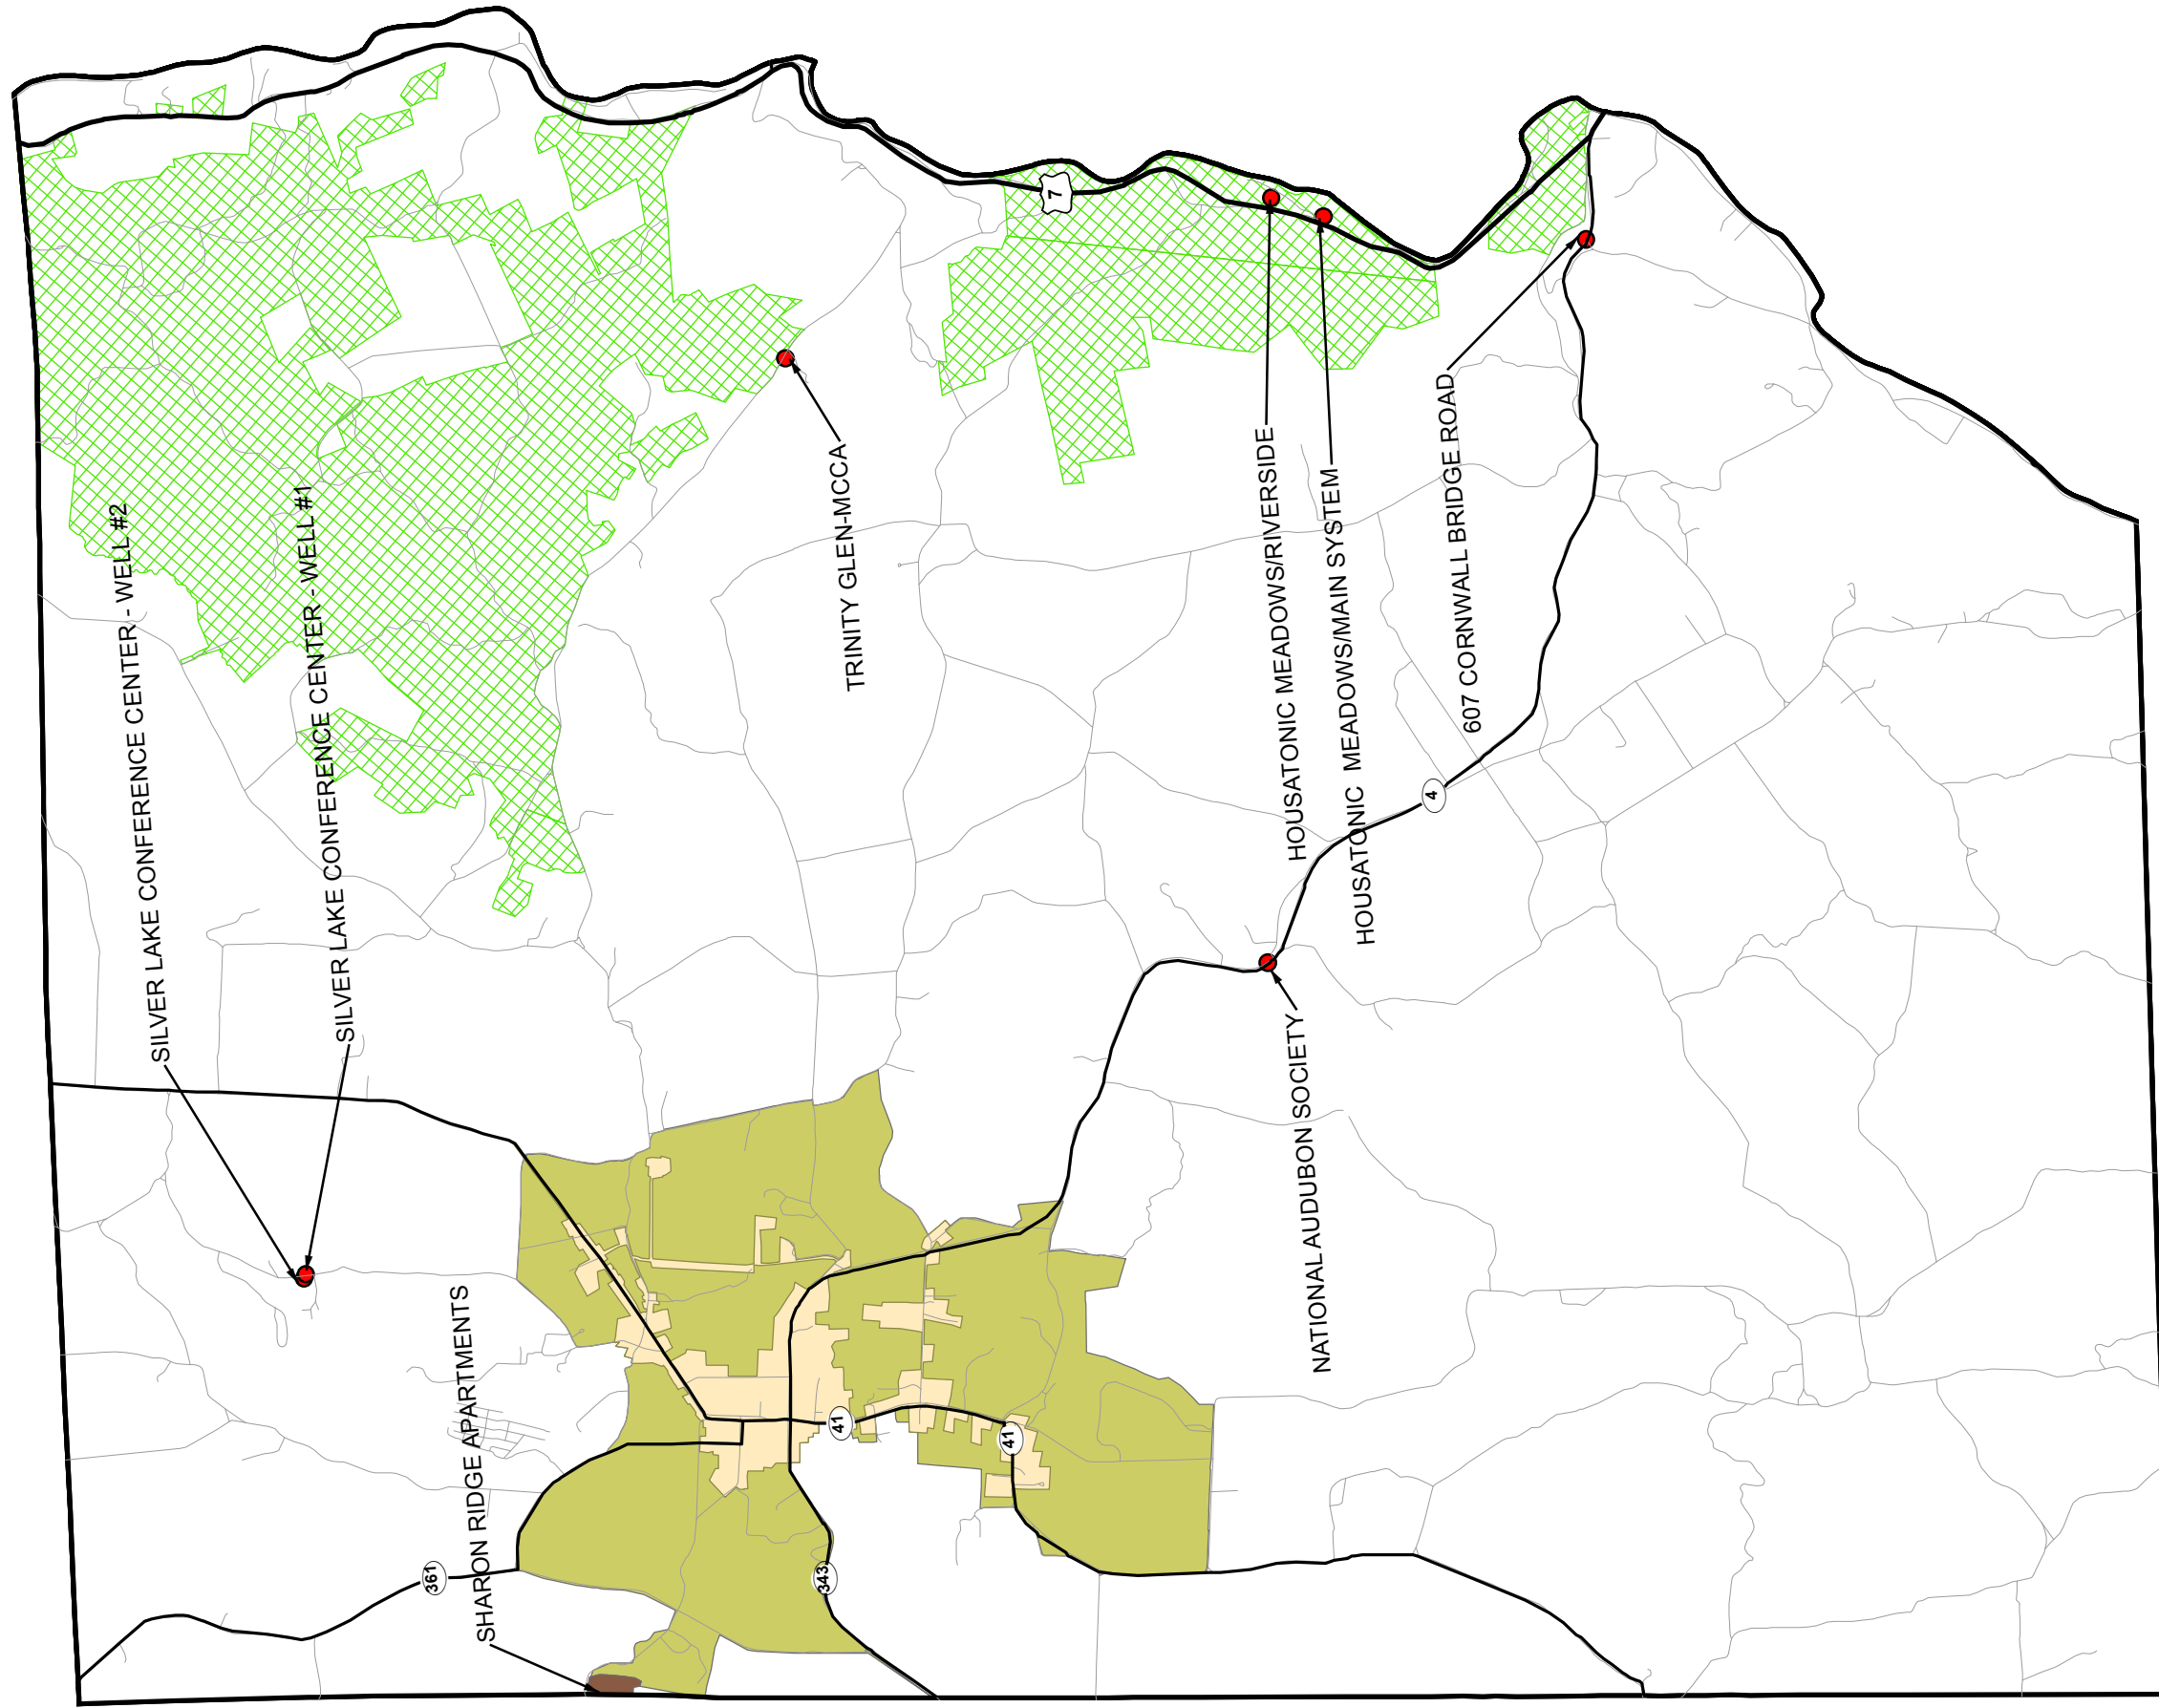 SILVER LAKE CONFERENCE CENTER - WELL #2
SILVER LAKE CONFERENCE CENTER - WELL #1
SHARON RIDGE APARTMENTS
TRINITY GLEN-MCCA
HOUSATONIC MEADOWS/RIVERSIDE
HOUSATONIC MEADOWS/MAIN SYSTEM
607 CORNWALL BRIDGE ROAD
NATIONAL AUDUBON SOCIETY
7
4
41
41
361
343